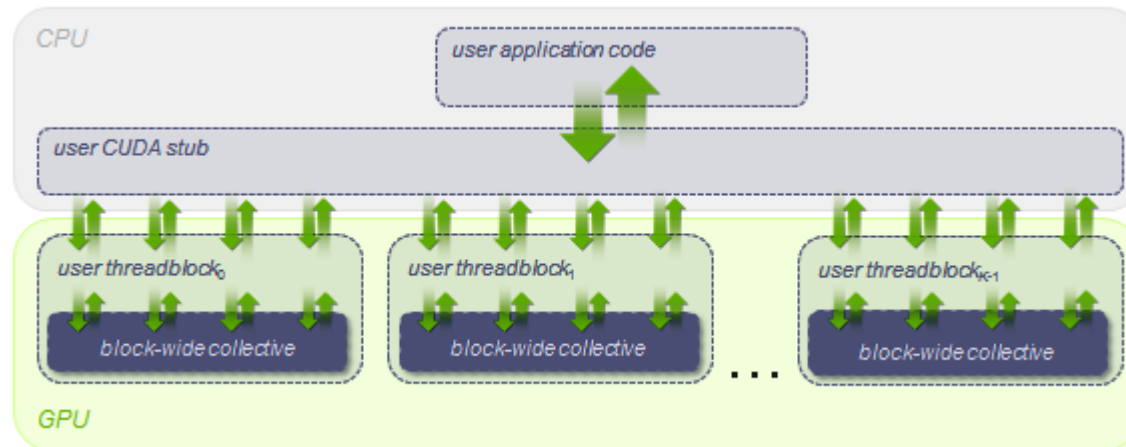 CPU
user application code
user CUDA stub
user threadblock0
user threadblock1
user threadblockK-1
block-wide collective
block-wide collective
...
block-wide collective
GPU